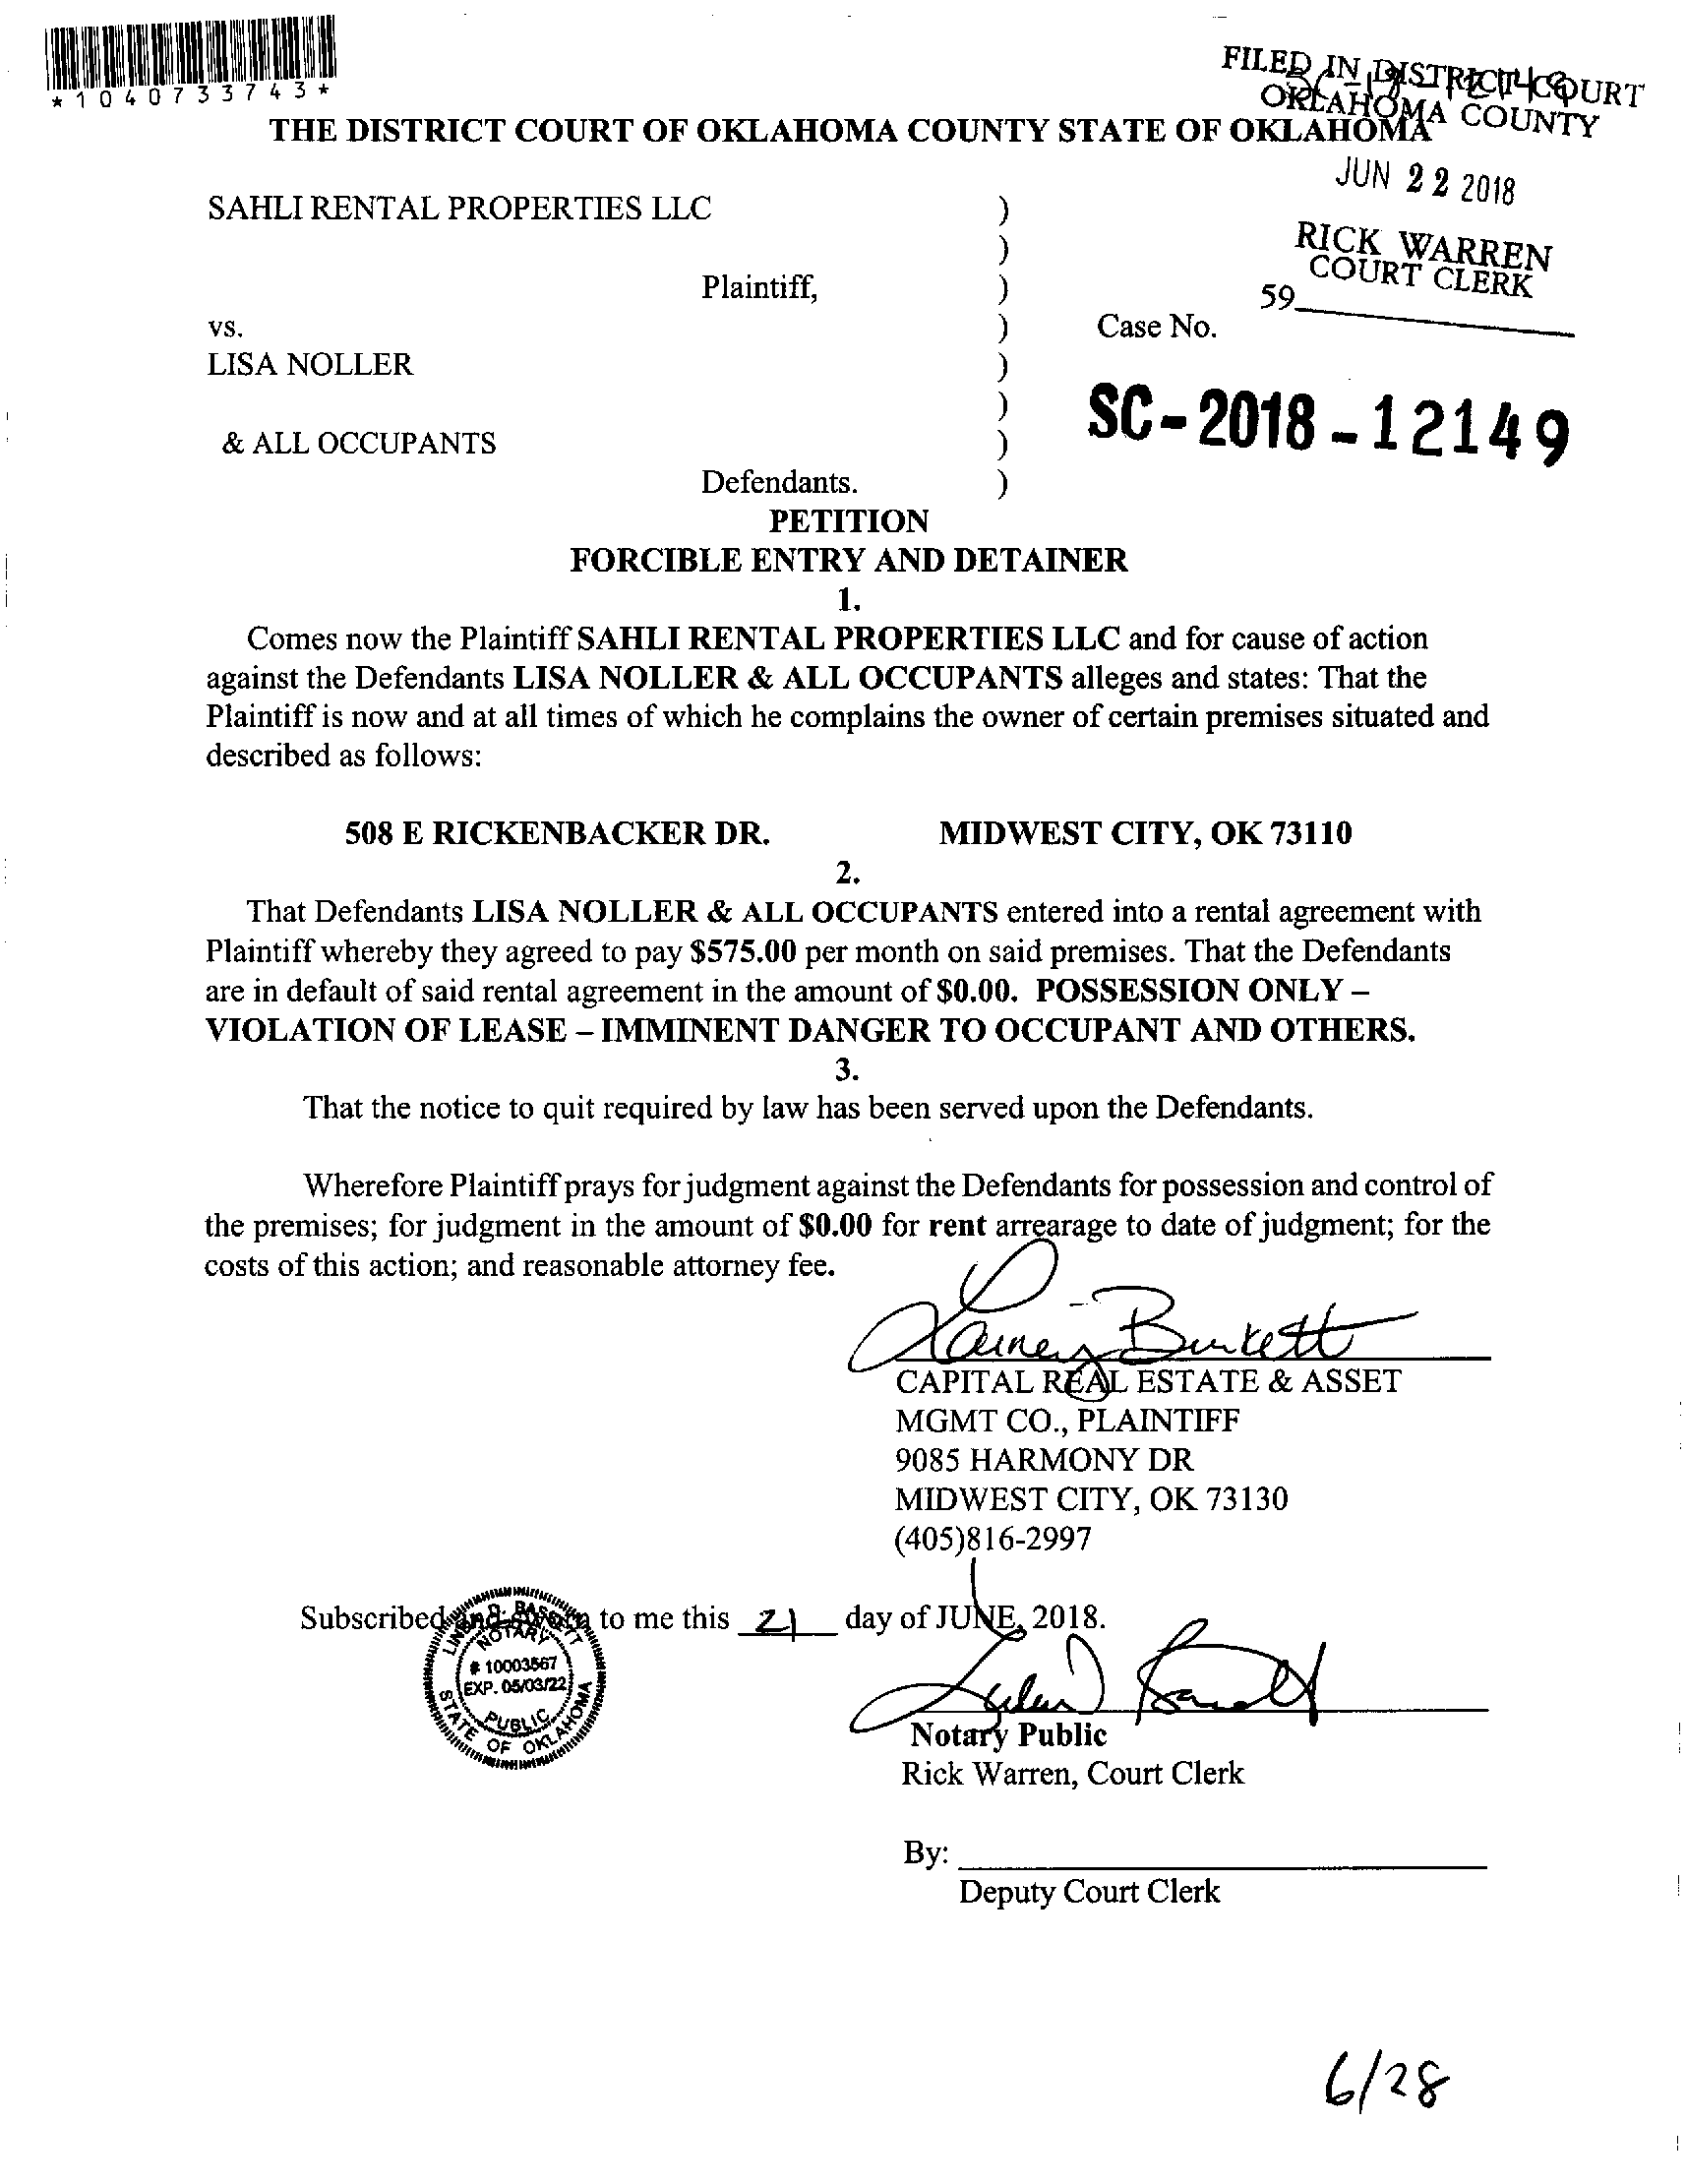 *1040733743*
FILED IN DISTRICT COURT
OKLAHOMA COUNTY
THE DISTRICT COURT OF OKLAHOMA COUNTY STATE OF OKLAHOMA
JUN 22 2018
SAHLI RENTAL PROPERTIES LLC )
)
RICK WARREN
COURT CLERK
Plaintiff, )
59
vs. ) Case No.
LISA NOLLER )
)
SC-2018-12149
& ALL OCCUPANTS )
Defendants. )
PETITION
FORCIBLE ENTRY AND DETAINER
1.
Comes now the Plaintiff SAHLI RENTAL PROPERTIES LLC and for cause of action
against the Defendants LISA NOLLER & ALL OCCUPANTS alleges and states: That the
Plaintiff is now and at all times of which he complains the owner of certain premises situated and
described as follows:
508 E RICKENBACKER DR. MIDWEST CITY, OK 73110
2.
That Defendants LISA NOLLER & ALL OCCUPANTS entered into a rental agreement with
Plaintiff whereby they agreed to pay $575.00 per month on said premises. That the Defendants
are in default of said rental agreement in the amount of $0.00. POSSESSION ONLY –
VIOLATION OF LEASE – IMMINENT DANGER TO OCCUPANT AND OTHERS.
3.
That the notice to quit required by law has been served upon the Defendants.
Wherefore Plaintiff prays for judgment against the Defendants for possession and control of
the premises; for judgment in the amount of $0.00 for rent arrearage to date of judgment; for the
costs of this action; and reasonable attorney fee.
Lainey Burkett
CAPITAL REAL ESTATE & ASSET
MGMT CO., PLAINTIFF
9085 HARMONY DR
MIDWEST CITY, OK 73130
(405)816-2997
Subscribed and sworn to me this 21 day of JUNE, 2018.
LINDA D. BASSETT
NOTARY
# 10003567
EXP. 05/03/22
PUBLIC
STATE OF OKLAHOMA
Notary Public
Rick Warren, Court Clerk
By:
Deputy Court Clerk
6/28